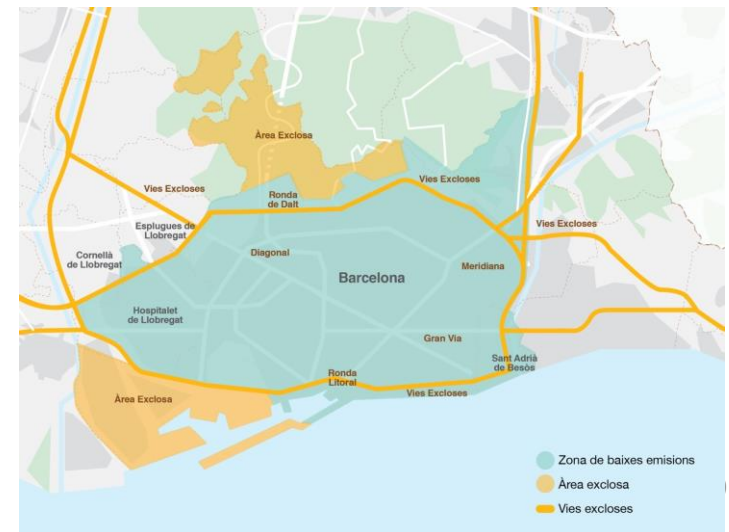 Àrea Exclosa
Vies Excloses
Vies Excloses
Ronda
de Dalt
Esplugues de
Llobregat
Vies Excloses
Cornellà
de Llobregat
Diagonal
Meridiana
Barcelona
Hospitalet
de Llobregat
Gran Via
Sant Adrià
de Besòs
Ronda
Litoral
Àrea Exclosa
Vies Excloses
Zona de baixes emisions
Àrea exclosa
Vies excloses